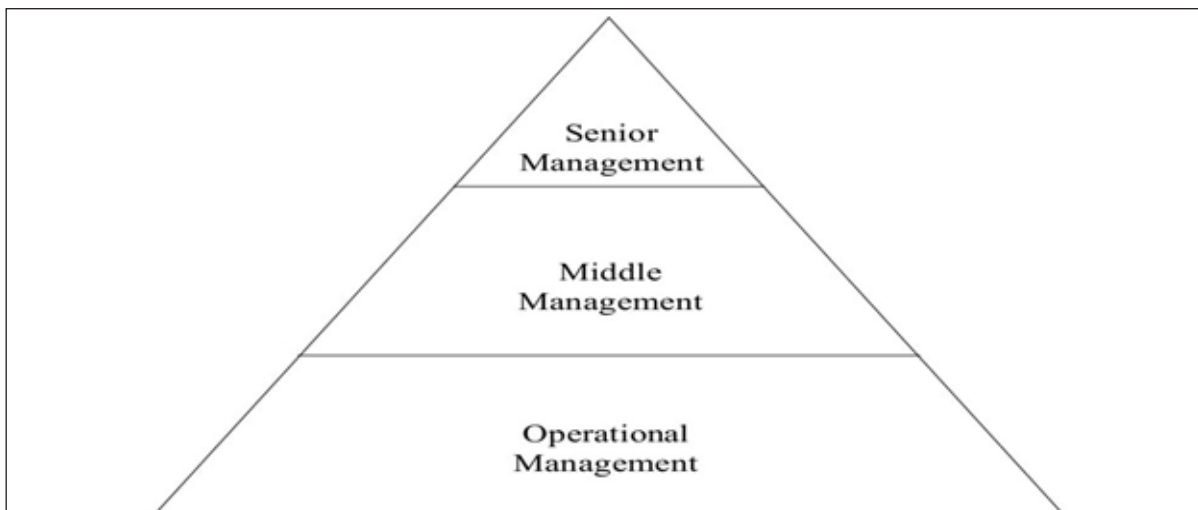 Senior
Management
Middle
Management
Operational
Management